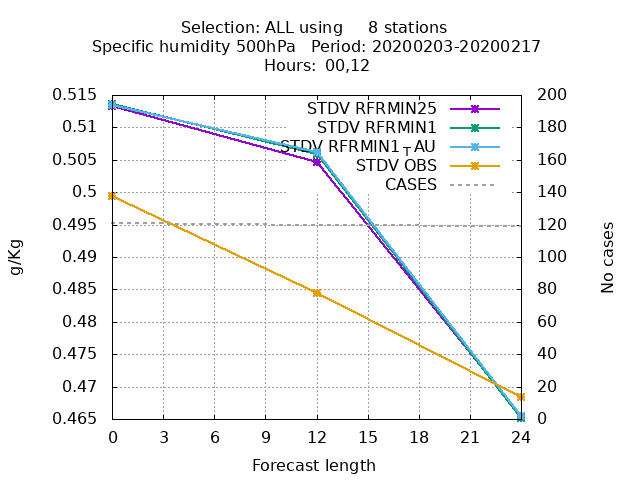 Selection: ALL using 8 stations
Specific humidity 500hPa Period: 20200203-20200217
Hours: 00,12
0.515
0.51
0.505
0.5
0.495
0.49
0.485
0.48
0.475
0.47
0.465
g/Kg
STDV RFRMIN25
STDV RFRMIN1
STDV RFRMIN1┬AU
STDV OBS
CASES
200
180
160
140
120
100
80
60
40
20
0
No cases
0 3 6 9 12 15 18 21 24
Forecast length